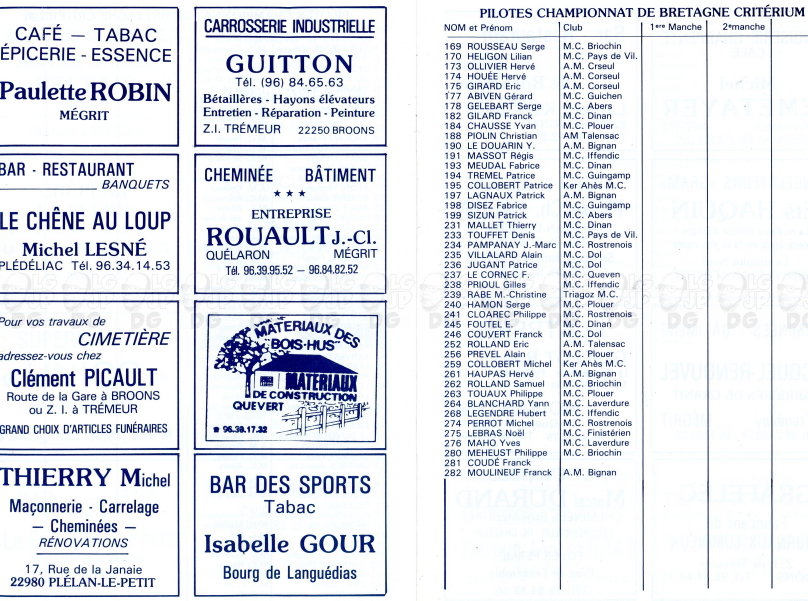 CAFÉ — TABAC
ÉPICERIE - ESSENCE
Paulette ROBIN
MÉGRIT
BAR - RESTAURANT
BANQUETS
LE CHÊNE AU LOUP
Michel LESNÉ
PLÉDÉLIAC Tél. 96.34.14.53
Pour vos travaux de
CIMETIÈRE
adressez-vous chez
Clément PICAULT
Route de la Gare à BROONS
ou Z. I. à TRÉMEUR
GRAND CHOIX D'ARTICLES FUNÉRAIRES
THIERRY Michel
Maçonnerie - Carrelage
— Cheminées —
RÉNOVATIONS
17, Rue de la Janaie
22980 PLÉLAN-LE-PETIT
CARROSSERIE INDUSTRIELLE
GUITTON
Tél. (96) 84.65.63
Bétaillères - Hayons élévateurs
Entretien - Réparation - Peinture
Z.I. TRÉMEUR 22250 BROONS
CHEMINÉE BÂTIMENT
★ ★ ★
ENTREPRISE
ROUAULT J.-Cl.
QUÉLARON MÉGRIT
Tél. 96.39.95.52 — 96.84.82.52
MATERIAUX DES
"BOIS-HUS"
MATERIAUX
DE CONSTRUCTION
QUEVERT
☎ 96.39.17.32
BAR DES SPORTS
Tabac
Isabelle GOUR
Bourg de Languédias
PILOTES CHAMPIONNAT DE BRETAGNE CRITÉRIUM
NOM et Prénom Club 1ere Manche 2e manche
169 ROUSSEAU Serge M.C. Briochin
170 HELIGON Lilian M.C. Pays de Vil.
173 OLLIVIER Hervé A.M. Crseul
174 HOUÉE Hervé A.M. Corseul
175 GIRARD Eric A.M. Corseul
177 ABIVEN Gérard M.C. Guichen
178 GELEBART Serge M.C. Abers
182 GILARD Franck M.C. Dinan
184 CHAUSSE Yvan M.C. Plouer
188 PIOLIN Christian AM Talensac
190 LE DOUARIN Y. A.M. Bignan
191 MASSOT Régis M.C. Iffendic
193 MEUDAL Fabrice M.C. Dinan
194 TREMEL Patrice M.C. Guingamp
195 COLLOBERT Patrice Ker Ahès M.C.
197 LAGNAUX Patrick A.M. Bignan
198 DISEZ Fabrice M.C. Guingamp
199 SIZUN Patrick M.C. Abers
231 MALLET Thierry M.C. Dinan
233 TOUFFET Denis M.C. Pays de Vil.
234 PAMPANAY J.-Marc M.C. Rostrenois
235 VILLALARD Alain M.C. Dol
236 JUGANT Patrice M.C. Dol
237 LE CORNEC F. M.C. Queven
238 PRIOUL Gilles M.C. Iffendic
239 RABE M.-Christine Triagoz M.C.
240 HAMON Serge M.C. Plouer
241 CLOAREC Philippe M.C. Rostrenois
245 FOUTEL E. M.C. Dinan
246 COUVERT Franck M.C. Dol
252 ROLLAND Eric A.M. Talensac
256 PREVEL Alain M.C. Plouer
259 COLLOBERT Michel Ker Ahès M.C.
261 HAUPAS Hervé A.M. Bignan
262 ROLLAND Samuel M.C. Briochin
263 TOUAUX Philippe M.C. Plouer
264 BLANCHARD Yann M.C. Laverdure
268 LEGENDRE Hubert M.C. Iffendic
274 PERROT Michel M.C. Rostrenois
275 LEBRAS Noël M.C. Finistérien
276 MAHO Yves M.C. Laverdure
280 MEHEUST Philippe M.C. Briochin
281 COUDÉ Franck
282 MOULINEUF Franck A.M. Bignan